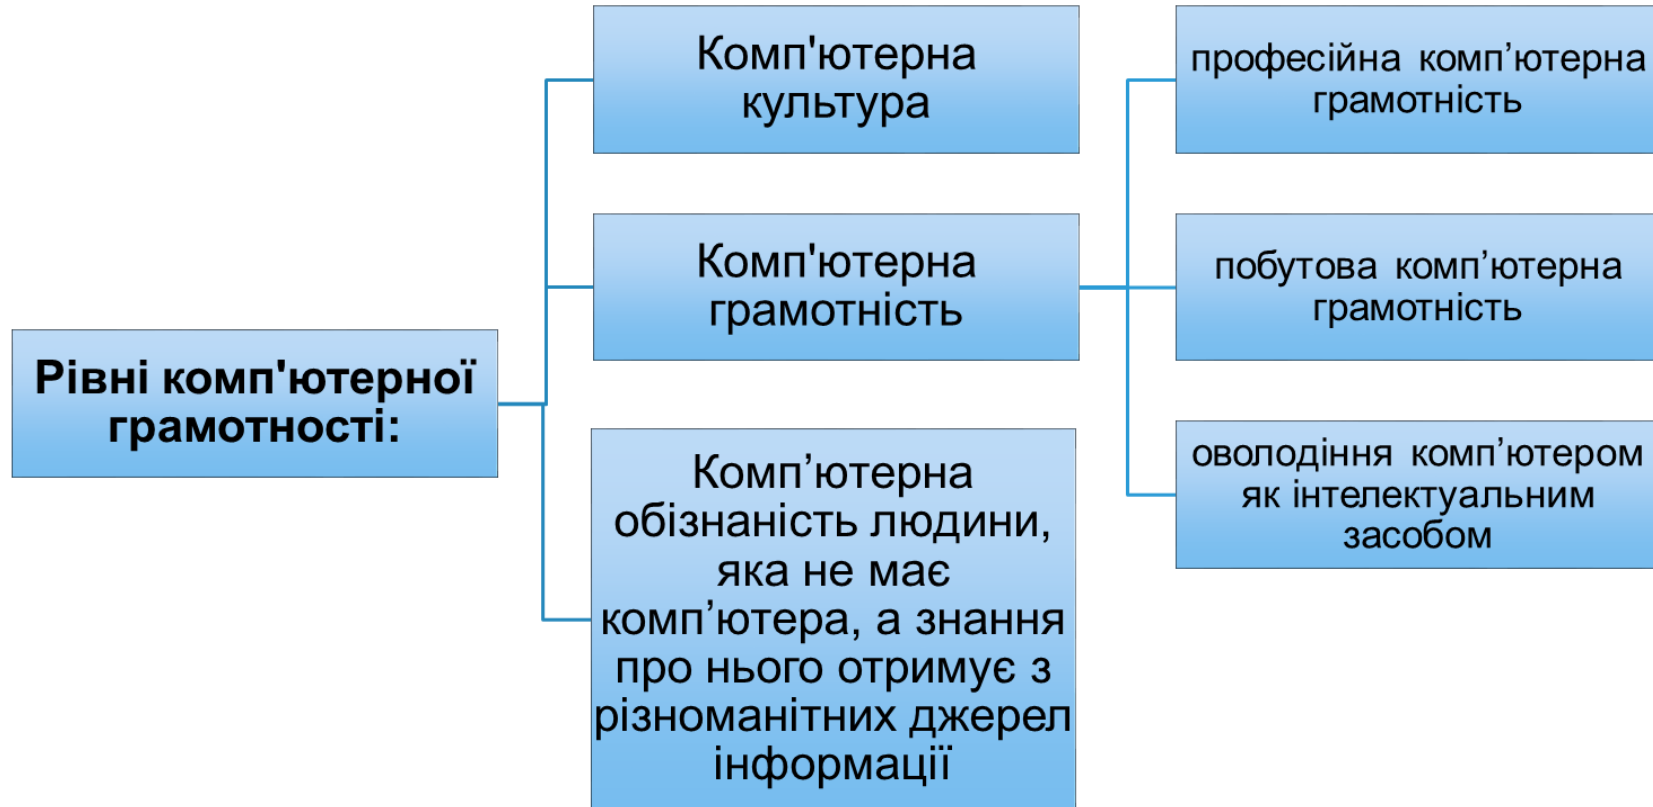 Рівні комп'ютерної
грамотності:
Комп'ютерна
культура
Комп'ютерна
грамотність
Комп’ютерна
обізнаність людини,
яка не має
комп’ютера, а знання
про нього отримує з
різноманітних джерел
інформації
професійна комп’ютерна
грамотність
побутова комп’ютерна
грамотність
оволодіння комп’ютером
як інтелектуальним
засобом